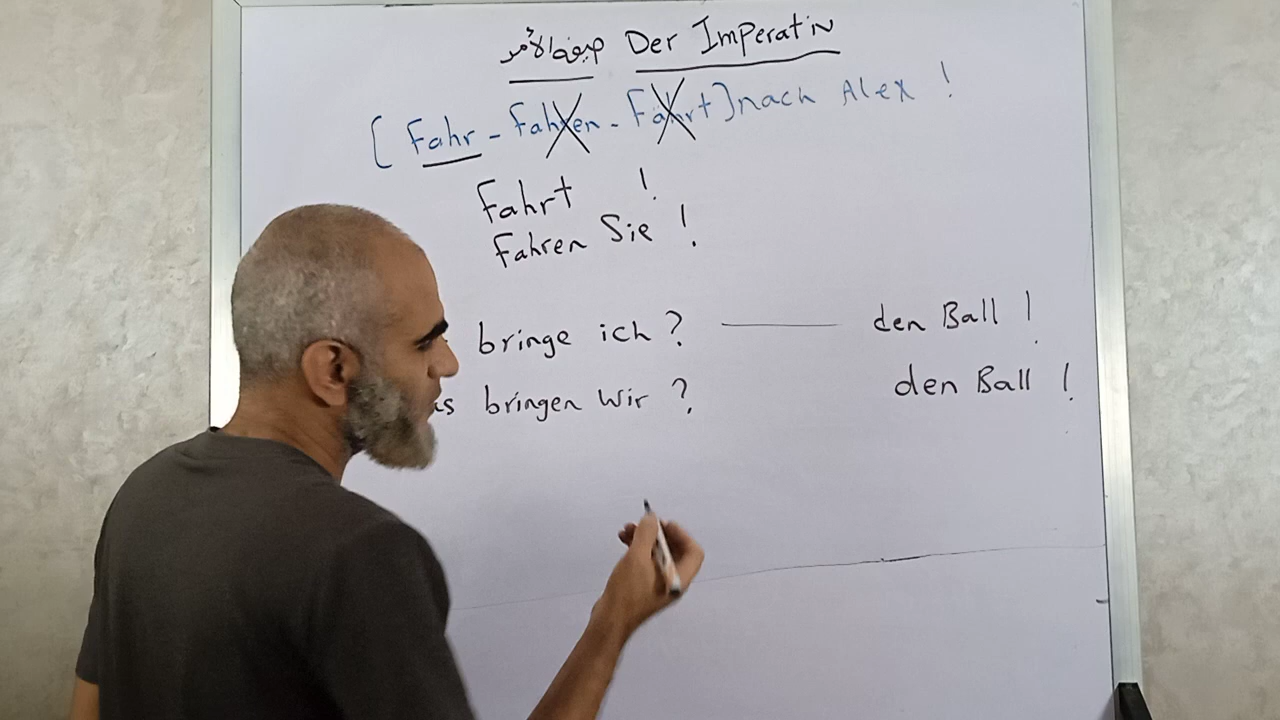 صيغة الأمر Der Imperativ
[ Fahr - Fahren - Fahrt ] nach Alex !
Fahrt !
Fahren Sie !
bringe ich ? — den Ball !
bringen wir ? den Ball !